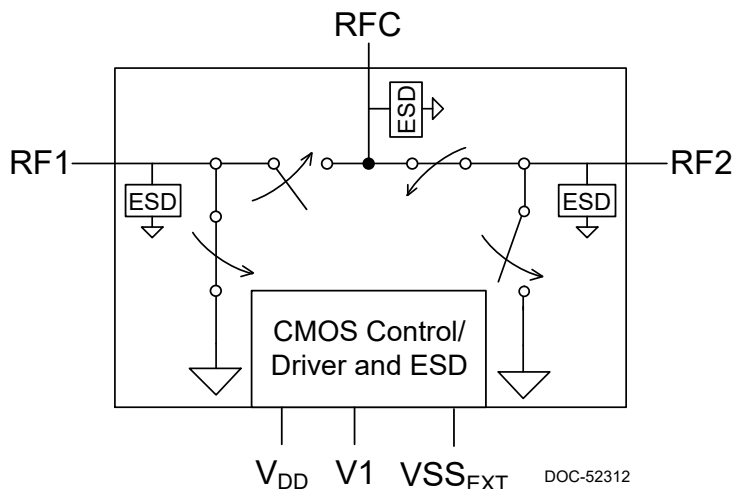 RFC
ESD
RF1
RF2
ESD
ESD
CMOS Control/
Driver and ESD
VDD V1 VSSEXT DOC-52312